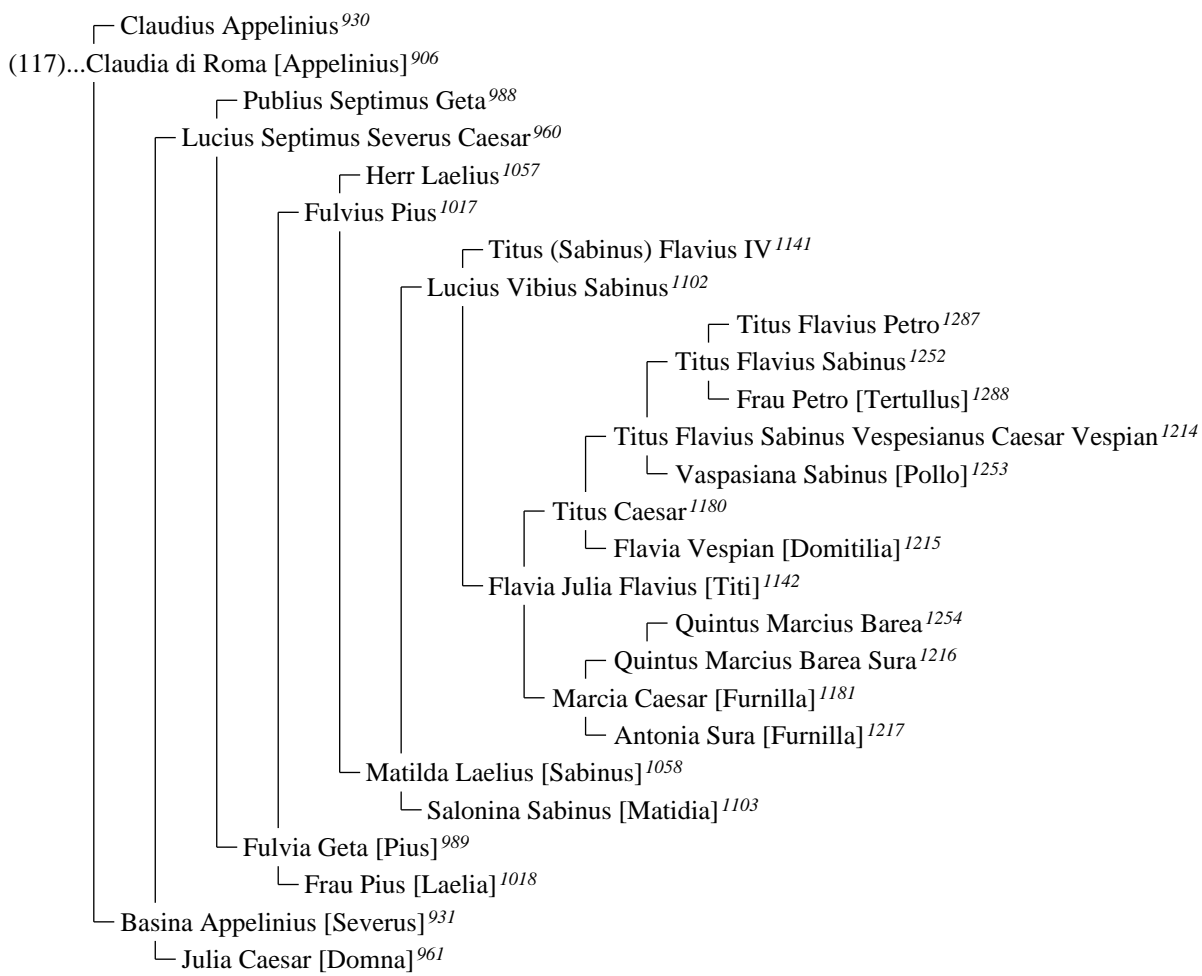 Claudius Appelinius930
(117)...Claudia di Roma [Appelinius]906
Publius Septimus Geta988
Lucius Septimus Severus Caesar960
Herr Laelius1057
Fulvius Pius1017
Titus (Sabinus) Flavius IV1141
Lucius Vibius Sabinus1102
Titus Flavius Petro1287
Titus Flavius Sabinus1252
Frau Petro [Tertullus]1288
Titus Flavius Sabinus Vespesianus Caesar Vespian1214
Vaspasiana Sabinus [Pollo]1253
Titus Caesar1180
Flavia Vespian [Domitilia]1215
Flavia Julia Flavius [Titi]1142
Quintus Marcius Barea1254
Quintus Marcius Barea Sura1216
Marcia Caesar [Furnilla]1181
Antonia Sura [Furnilla]1217
Matilda Laelius [Sabinus]1058
Salonina Sabinus [Matidia]1103
Fulvia Geta [Pius]989
Frau Pius [Laelia]1018
Basina Appelinius [Severus]931
Julia Caesar [Domna]961